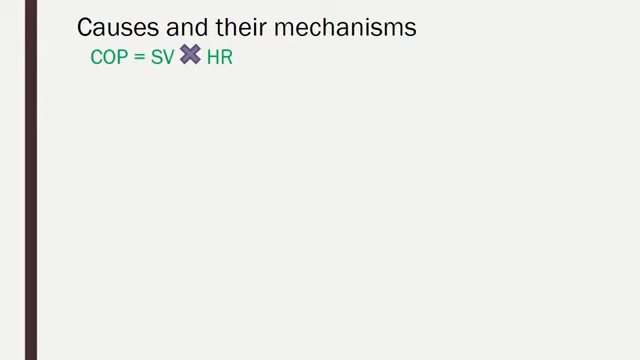 Causes and their mechanisms
COP = SV ✖ HR